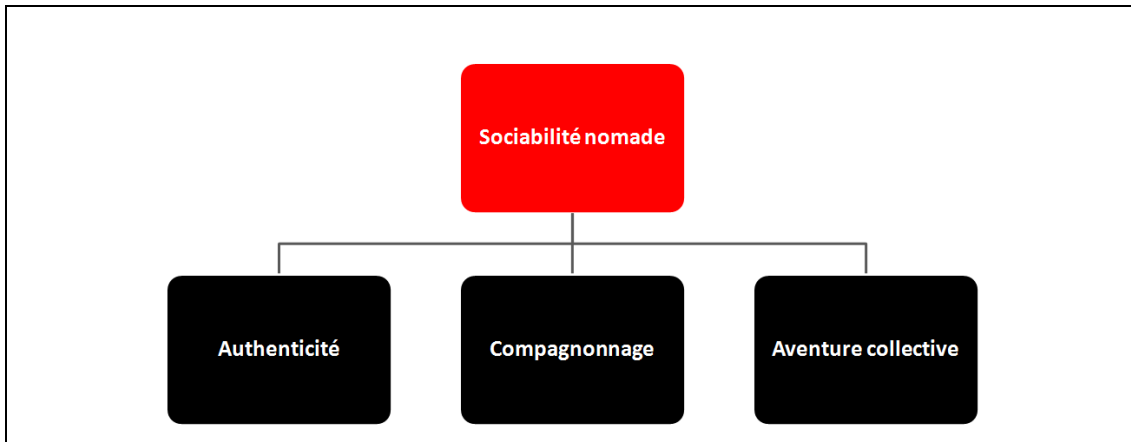 Sociabilité nomade
Authenticité
Compagnonnage
Aventure collective